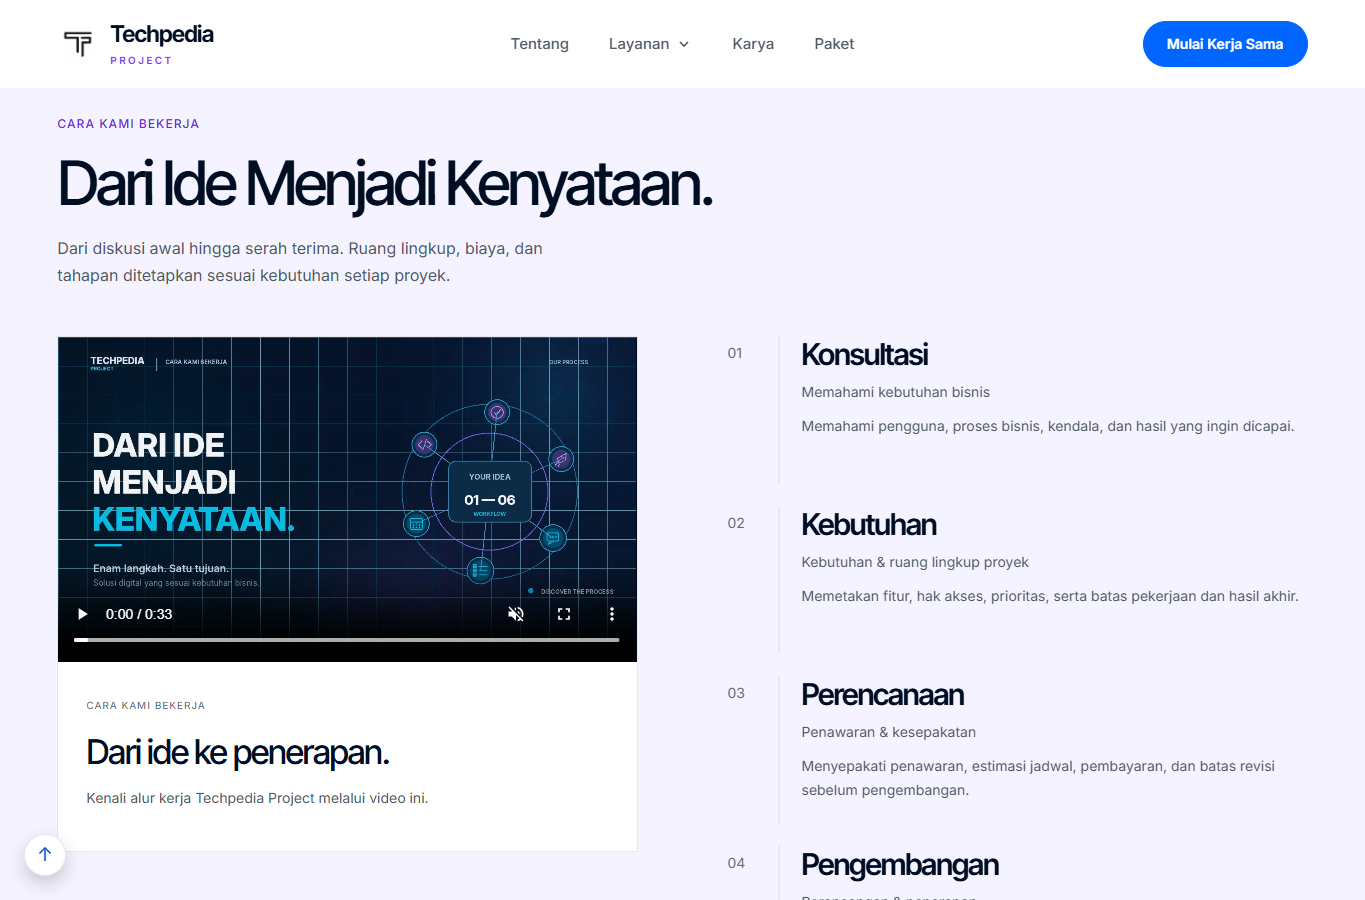 Techpedia
PROJECT
Tentang
Layanan
Karya
Paket
Mulai Kerja Sama
CARA KAMI BEKERJA
Dari Ide Menjadi Kenyataan.
Dari diskusi awal hingga serah terima. Ruang lingkup, biaya, dan
tahapan ditetapkan sesuai kebutuhan setiap proyek.
TECHPEDIA
PROJECT
CARA KAMI BEKERJA
OUR PROCESS
DARI IDE
MENJADI
KENYATAAN.
Enam langkah. Satu tujuan.
Solusi digital yang sesuai kebutuhan bisnis.
YOUR IDEA
01 — 06
WORKFLOW
DISCOVER THE PROCESS
0:00 / 0:33
CARA KAMI BEKERJA
Dari ide ke penerapan.
Kenali alur kerja Techpedia Project melalui video ini.
01
Konsultasi
Memahami kebutuhan bisnis
Memahami pengguna, proses bisnis, kendala, dan hasil yang ingin dicapai.
02
Kebutuhan
Kebutuhan & ruang lingkup proyek
Memetakan fitur, hak akses, prioritas, serta batas pekerjaan dan hasil akhir.
03
Perencanaan
Penawaran & kesepakatan
Menyepakati penawaran, estimasi jadwal, pembayaran, dan batas revisi
sebelum pengembangan.
04
Pengembangan